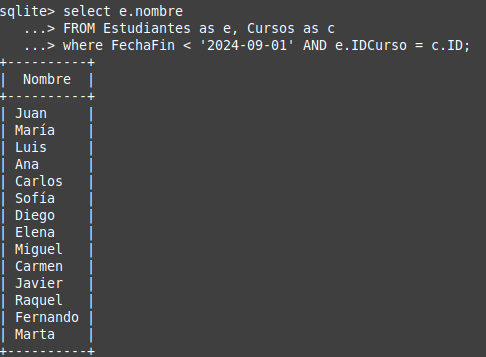 sqlite> select e.nombre
   ...> FROM Estudiantes as e, Cursos as c
   ...> where FechaFin < '2024-09-01' AND e.IDCurso = c.ID;
+----------+
|  Nombre  |
+----------+
| Juan     |
| María    |
| Luis     |
| Ana      |
| Carlos   |
| Sofía    |
| Diego    |
| Elena    |
| Miguel   |
| Carmen   |
| Javier   |
| Raquel   |
| Fernando |
| Marta    |
+----------+